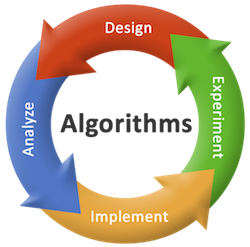 Design
Analyze
Algorithms
Experiment
Implement